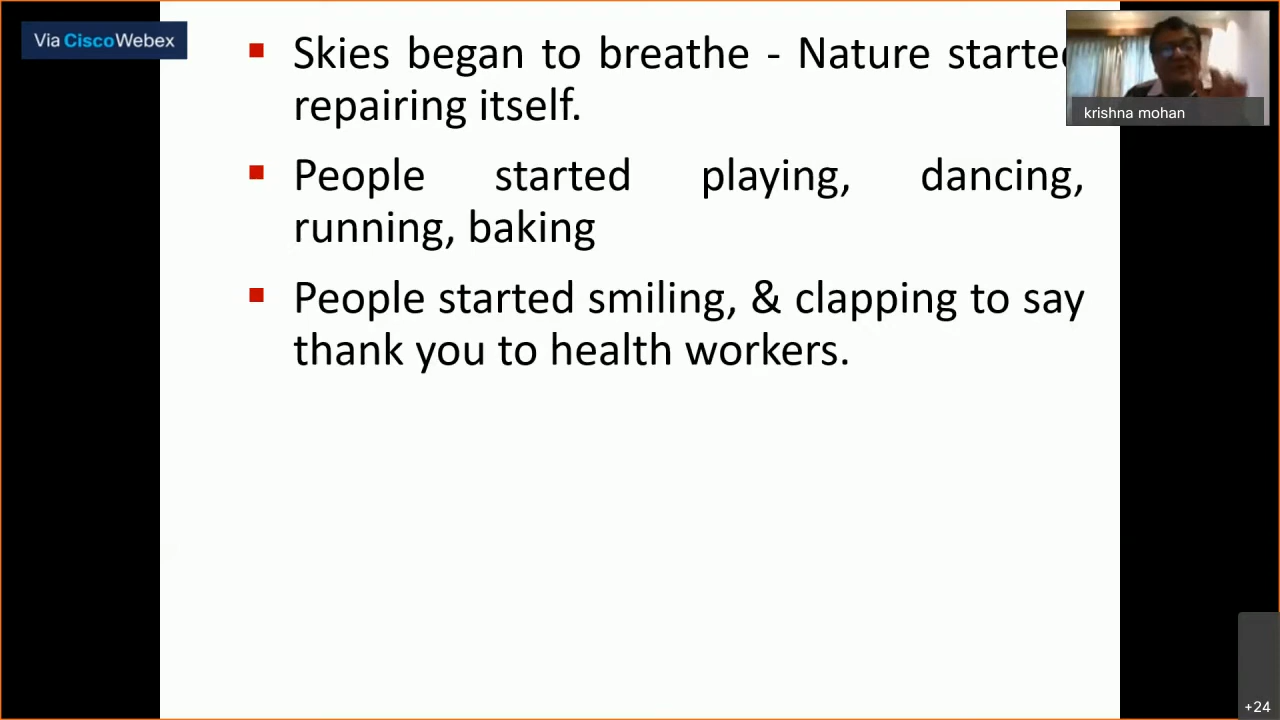 Via Cisco Webex
Skies began to breathe - Nature started
repairing itself.
People started playing, dancing,
running, baking
People started smiling, & clapping to say
thank you to health workers.
krishna mohan
+24